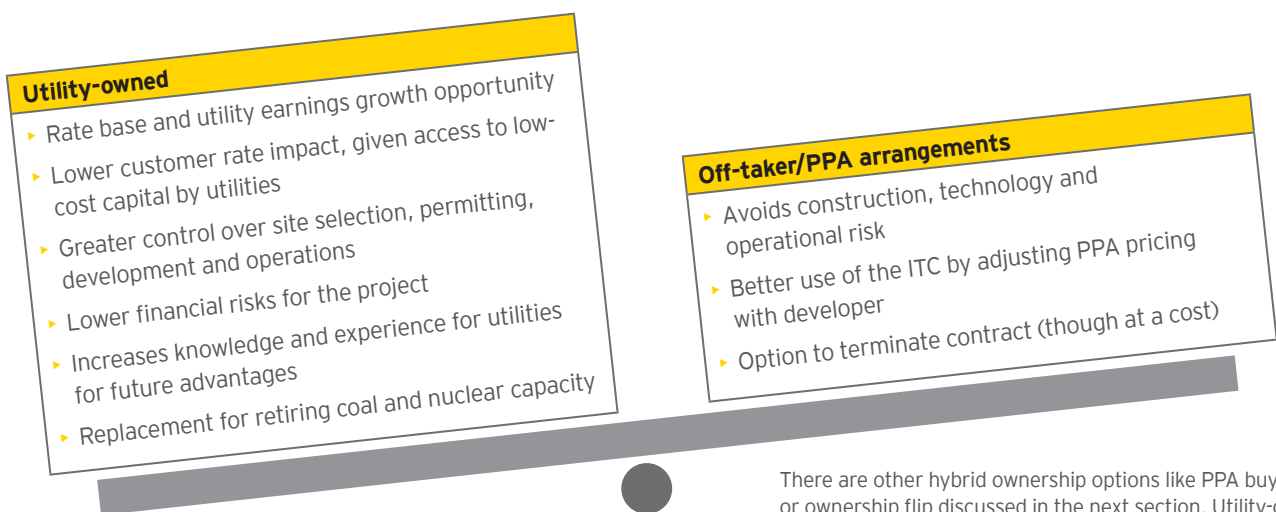 Utility-owned
▸ Rate base and utility earnings growth opportunity
▸ Lower customer rate impact, given access to low-
cost capital by utilities
▸ Greater control over site selection, permitting,
development and operations
▸ Lower financial risks for the project
▸ Increases knowledge and experience for utilities
for future advantages
▸ Replacement for retiring coal and nuclear capacity
Off-taker/PPA arrangements
▸ Avoids construction, technology and
operational risk
▸ Better use of the ITC by adjusting PPA pricing
with developer
▸ Option to terminate contract (though at a cost)
There are other hybrid ownership options like PPA buy
or ownership flip discussed in the next section. Utility-